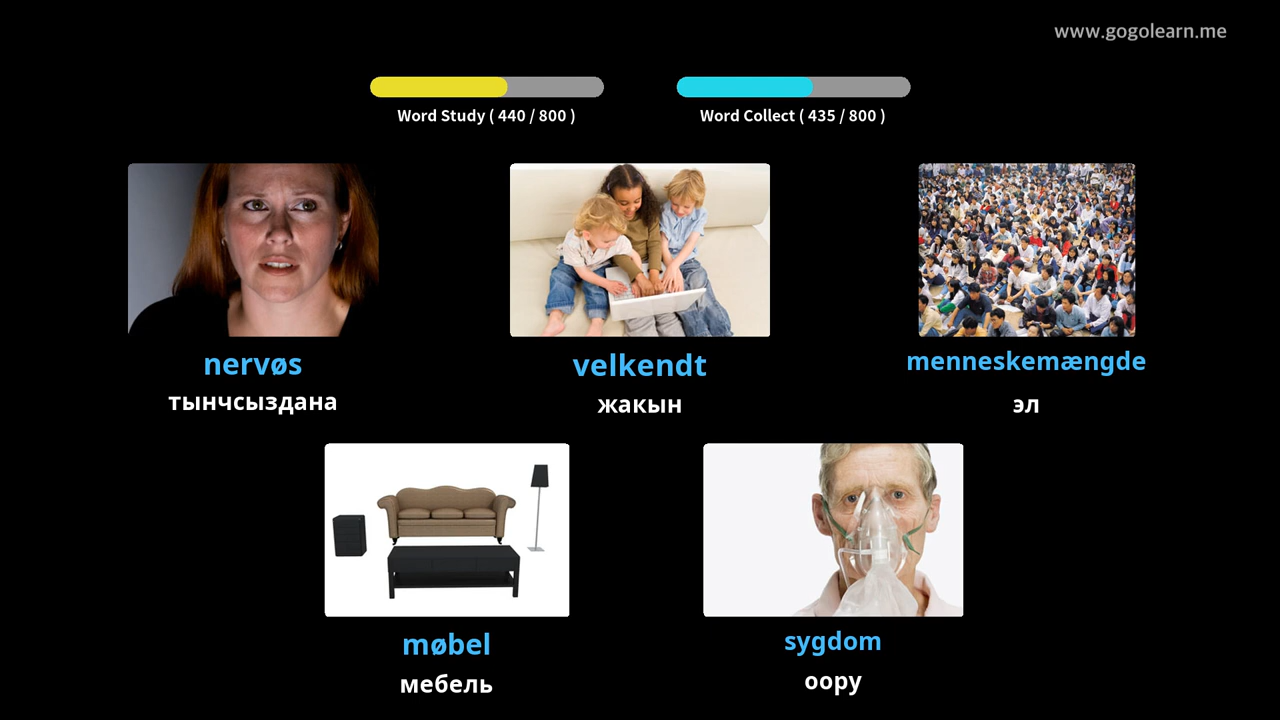 www.gogolearn.me
Word Study ( 440 / 800 )
Word Collect ( 435 / 800 )
nervøs
тынчсыздана
velkendt
жакын
menneskemængde
эл
møbel
мебель
sygdom
оору